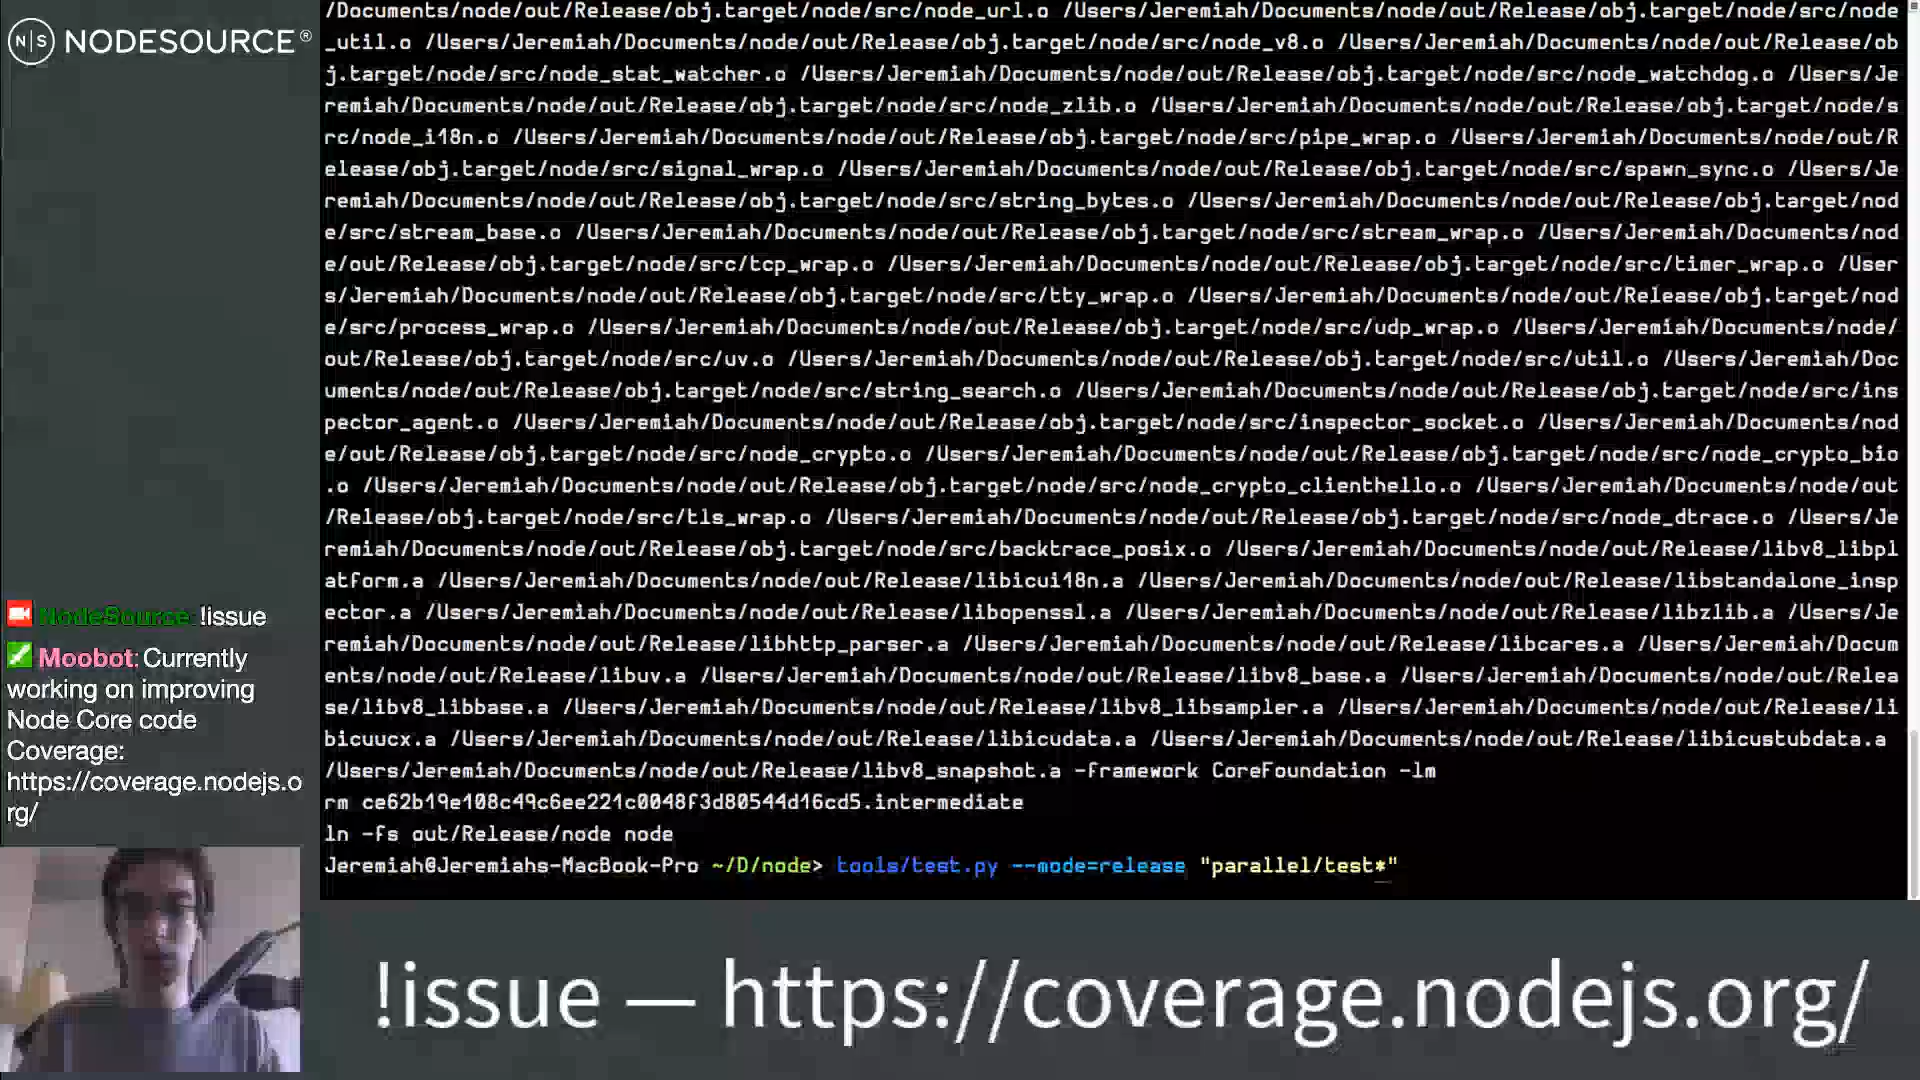 N|S NODESOURCE®
/Documents/node/out/Release/obj.target/node/src/node_url.o /Users/Jeremiah/Documents/node/out/Release/obj.target/node/src/node
_util.o /Users/Jeremiah/Documents/node/out/Release/obj.target/node/src/node_v8.o /Users/Jeremiah/Documents/node/out/Release/ob
j.target/node/src/node_stat_watcher.o /Users/Jeremiah/Documents/node/out/Release/obj.target/node/src/node_watchdog.o /Users/Je
remiah/Documents/node/out/Release/obj.target/node/src/node_zlib.o /Users/Jeremiah/Documents/node/out/Release/obj.target/node/s
rc/node_i18n.o /Users/Jeremiah/Documents/node/out/Release/obj.target/node/src/pipe_wrap.o /Users/Jeremiah/Documents/node/out/R
elease/obj.target/node/src/signal_wrap.o /Users/Jeremiah/Documents/node/out/Release/obj.target/node/src/spawn_sync.o /Users/Je
remiah/Documents/node/out/Release/obj.target/node/src/string_bytes.o /Users/Jeremiah/Documents/node/out/Release/obj.target/nod
e/src/stream_base.o /Users/Jeremiah/Documents/node/out/Release/obj.target/node/src/stream_wrap.o /Users/Jeremiah/Documents/nod
e/out/Release/obj.target/node/src/tcp_wrap.o /Users/Jeremiah/Documents/node/out/Release/obj.target/node/src/timer_wrap.o /User
s/Jeremiah/Documents/node/out/Release/obj.target/node/src/tty_wrap.o /Users/Jeremiah/Documents/node/out/Release/obj.target/nod
e/src/process_wrap.o /Users/Jeremiah/Documents/node/out/Release/obj.target/node/src/udp_wrap.o /Users/Jeremiah/Documents/node/
out/Release/obj.target/node/src/uv.o /Users/Jeremiah/Documents/node/out/Release/obj.target/node/src/util.o /Users/Jeremiah/Doc
uments/node/out/Release/obj.target/node/src/string_search.o /Users/Jeremiah/Documents/node/out/Release/obj.target/node/src/ins
pector_agent.o /Users/Jeremiah/Documents/node/out/Release/obj.target/node/src/inspector_socket.o /Users/Jeremiah/Documents/nod
e/out/Release/obj.target/node/src/node_crypto.o /Users/Jeremiah/Documents/node/out/Release/obj.target/node/src/node_crypto_bio
.o /Users/Jeremiah/Documents/node/out/Release/obj.target/node/src/node_crypto_clienthello.o /Users/Jeremiah/Documents/node/out
/Release/obj.target/node/src/tls_wrap.o /Users/Jeremiah/Documents/node/out/Release/obj.target/node/src/node_dtrace.o /Users/Je
remiah/Documents/node/out/Release/obj.target/node/src/backtrace_posix.o /Users/Jeremiah/Documents/node/out/Release/libv8_libpl
atform.a /Users/Jeremiah/Documents/node/out/Release/libicui18n.a /Users/Jeremiah/Documents/node/out/Release/libstandalone_insp
ector.a /Users/Jeremiah/Documents/node/out/Release/libopenssl.a /Users/Jeremiah/Documents/node/out/Release/libzlib.a /Users/Je
remiah/Documents/node/out/Release/libhttp_parser.a /Users/Jeremiah/Documents/node/out/Release/libcares.a /Users/Jeremiah/Docum
ents/node/out/Release/libuv.a /Users/Jeremiah/Documents/node/out/Release/libv8_base.a /Users/Jeremiah/Documents/node/out/Relea
se/libv8_libbase.a /Users/Jeremiah/Documents/node/out/Release/libv8_libsampler.a /Users/Jeremiah/Documents/node/out/Release/li
bicuucx.a /Users/Jeremiah/Documents/node/out/Release/libicudata.a /Users/Jeremiah/Documents/node/out/Release/libicustubdata.a
/Users/Jeremiah/Documents/node/out/Release/libv8_snapshot.a -framework CoreFoundation -lm
rm ce62b19e108c49c6ee221c0048f3d80544d16cd5.intermediate
ln -fs out/Release/node node
Jeremiah@Jeremiahs-MacBook-Pro ~/D/node> tools/test.py --mode=release "parallel/test*"
NodeSource: !issue
Moobot: Currently
working on improving
Node Core code
Coverage:
https://coverage.nodejs.o
rg/
!issue — https://coverage.nodejs.org/